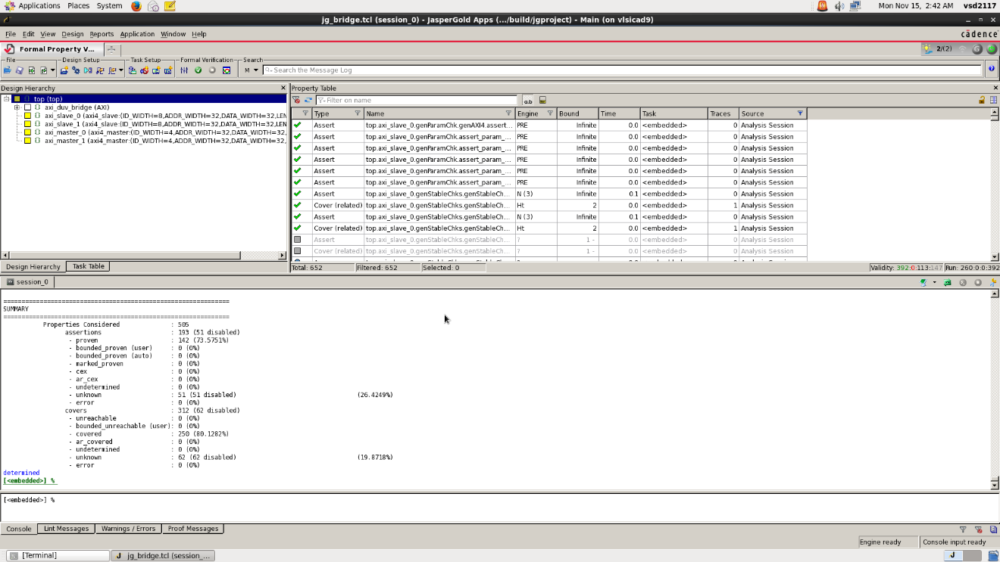 Applications Places System Mon Nov 15, 2:42 AM vsd2117
jg_bridge.tcl (session_0) - JasperGold Apps (.../build/jgproject) - Main (on vlsicad9)
File Edit View Design Reports Application Window Help cādence
Formal Property V... 2/(2)
File Design Setup Task Setup Formal Verification Search
M Search the Message Log
Design Hierarchy
top (top)
axi_duv_bridge (AXI)
axi_slave_0 (axi4_slave:(ID_WIDTH=8,ADDR_WIDTH=32,DATA_WIDTH=32,LEN
axi_slave_1 (axi4_slave:(ID_WIDTH=8,ADDR_WIDTH=32,DATA_WIDTH=32,LEN
axi_master_0 (axi4_master:(ID_WIDTH=4,ADDR_WIDTH=32,DATA_WIDTH=32,
axi_master_1 (axi4_master:(ID_WIDTH=4,ADDR_WIDTH=32,DATA_WIDTH=32,
Design Hierarchy Task Table
Property Table
Filter on name a.b
Type Name Engine Bound Time Task Traces Source
Assert top.axi_slave_0.genParamChk.genAXI4.assert... PRE Infinite 0.0 <embedded> 0 Analysis Session
Assert top.axi_slave_0.genParamChk.assert_param_... PRE Infinite 0.0 <embedded> 0 Analysis Session
Assert top.axi_slave_0.genParamChk.assert_param_... PRE Infinite 0.0 <embedded> 0 Analysis Session
Assert top.axi_slave_0.genParamChk.assert_param_... PRE Infinite 0.0 <embedded> 0 Analysis Session
Assert top.axi_slave_0.genParamChk.assert_param_... PRE Infinite 0.0 <embedded> 0 Analysis Session
Assert top.axi_slave_0.genParamChk.assert_param_... PRE Infinite 0.0 <embedded> 0 Analysis Session
Assert top.axi_slave_0.genStableChks.genStableCh... N (3) Infinite 0.1 <embedded> 0 Analysis Session
Cover (related) top.axi_slave_0.genStableChks.genStableCh... Ht 2 0.0 <embedded> 1 Analysis Session
Assert top.axi_slave_0.genStableChks.genStableCh... N (3) Infinite 0.1 <embedded> 0 Analysis Session
Cover (related) top.axi_slave_0.genStableChks.genStableCh... Ht 2 0.0 <embedded> 1 Analysis Session
Assert top.axi_slave_0.genStableChks.genStableCh... ? 1 - 0.0 <embedded> 0 Analysis Session
Cover (related) top.axi_slave_0.genStableChks.genStableCh... ? 1 - 0.0 <embedded> 0 Analysis Session
Total: 652 Filtered: 652 Selected: 0 Validity: 392:0:113:147 Run: 260:0:0:392
session_0
==============================================================
SUMMARY
==============================================================
Properties Considered : 505
assertions : 193 (51 disabled)
- proven : 142 (73.5751%)
- bounded_proven (user) : 0 (0%)
- bounded_proven (auto) : 0 (0%)
- marked_proven : 0 (0%)
- cex : 0 (0%)
- ar_cex : 0 (0%)
- undetermined : 0 (0%)
- unknown : 51 (51 disabled) (26.4249%)
- error : 0 (0%)
covers : 312 (62 disabled)
- unreachable : 0 (0%)
- bounded_unreachable (user): 0 (0%)
- covered : 250 (80.1282%)
- ar_covered : 0 (0%)
- undetermined : 0 (0%)
- unknown : 62 (62 disabled) (19.8718%)
- error : 0 (0%)
determined
[<embedded>] %
[<embedded>] %
Console Lint Messages Warnings / Errors Proof Messages
Engine ready Console input ready
[Terminal] J jg_bridge.tcl (session_... J